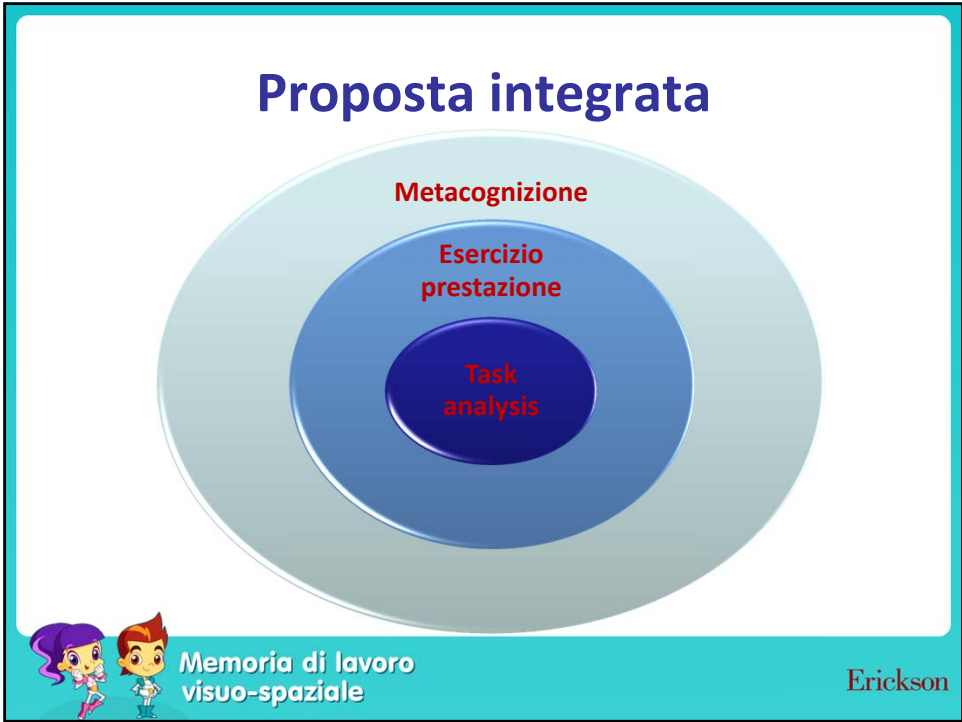 Proposta integrata
Metacognizione
Esercizio
prestazione
Task
analysis
Memoria di lavoro
visuo-spaziale
Erickson